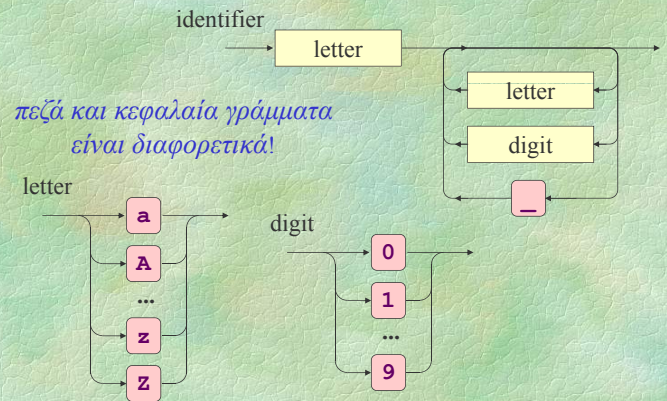 identifier
letter
letter
πεζά και κεφαλαία γράμματα
είναι διαφορετικά!
digit
_
letter
a
A
...
z
Z
digit
0
1
...
9